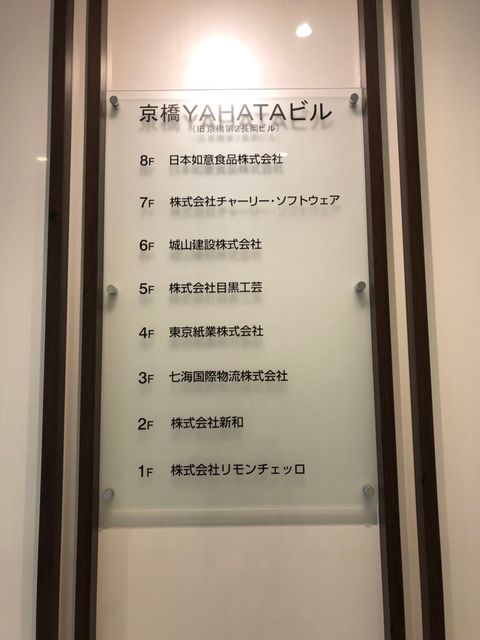 京橋YAHATAビル
(旧京橋第2長岡ビル)
8F 日本如意食品株式会社
7F 株式会社チャーリー・ソフトウェア
6F 城山建設株式会社
5F 株式会社目黒工芸
4F 東京紙業株式会社
3F 七海国際物流株式会社
2F 株式会社新和
1F 株式会社リモンチェッロ